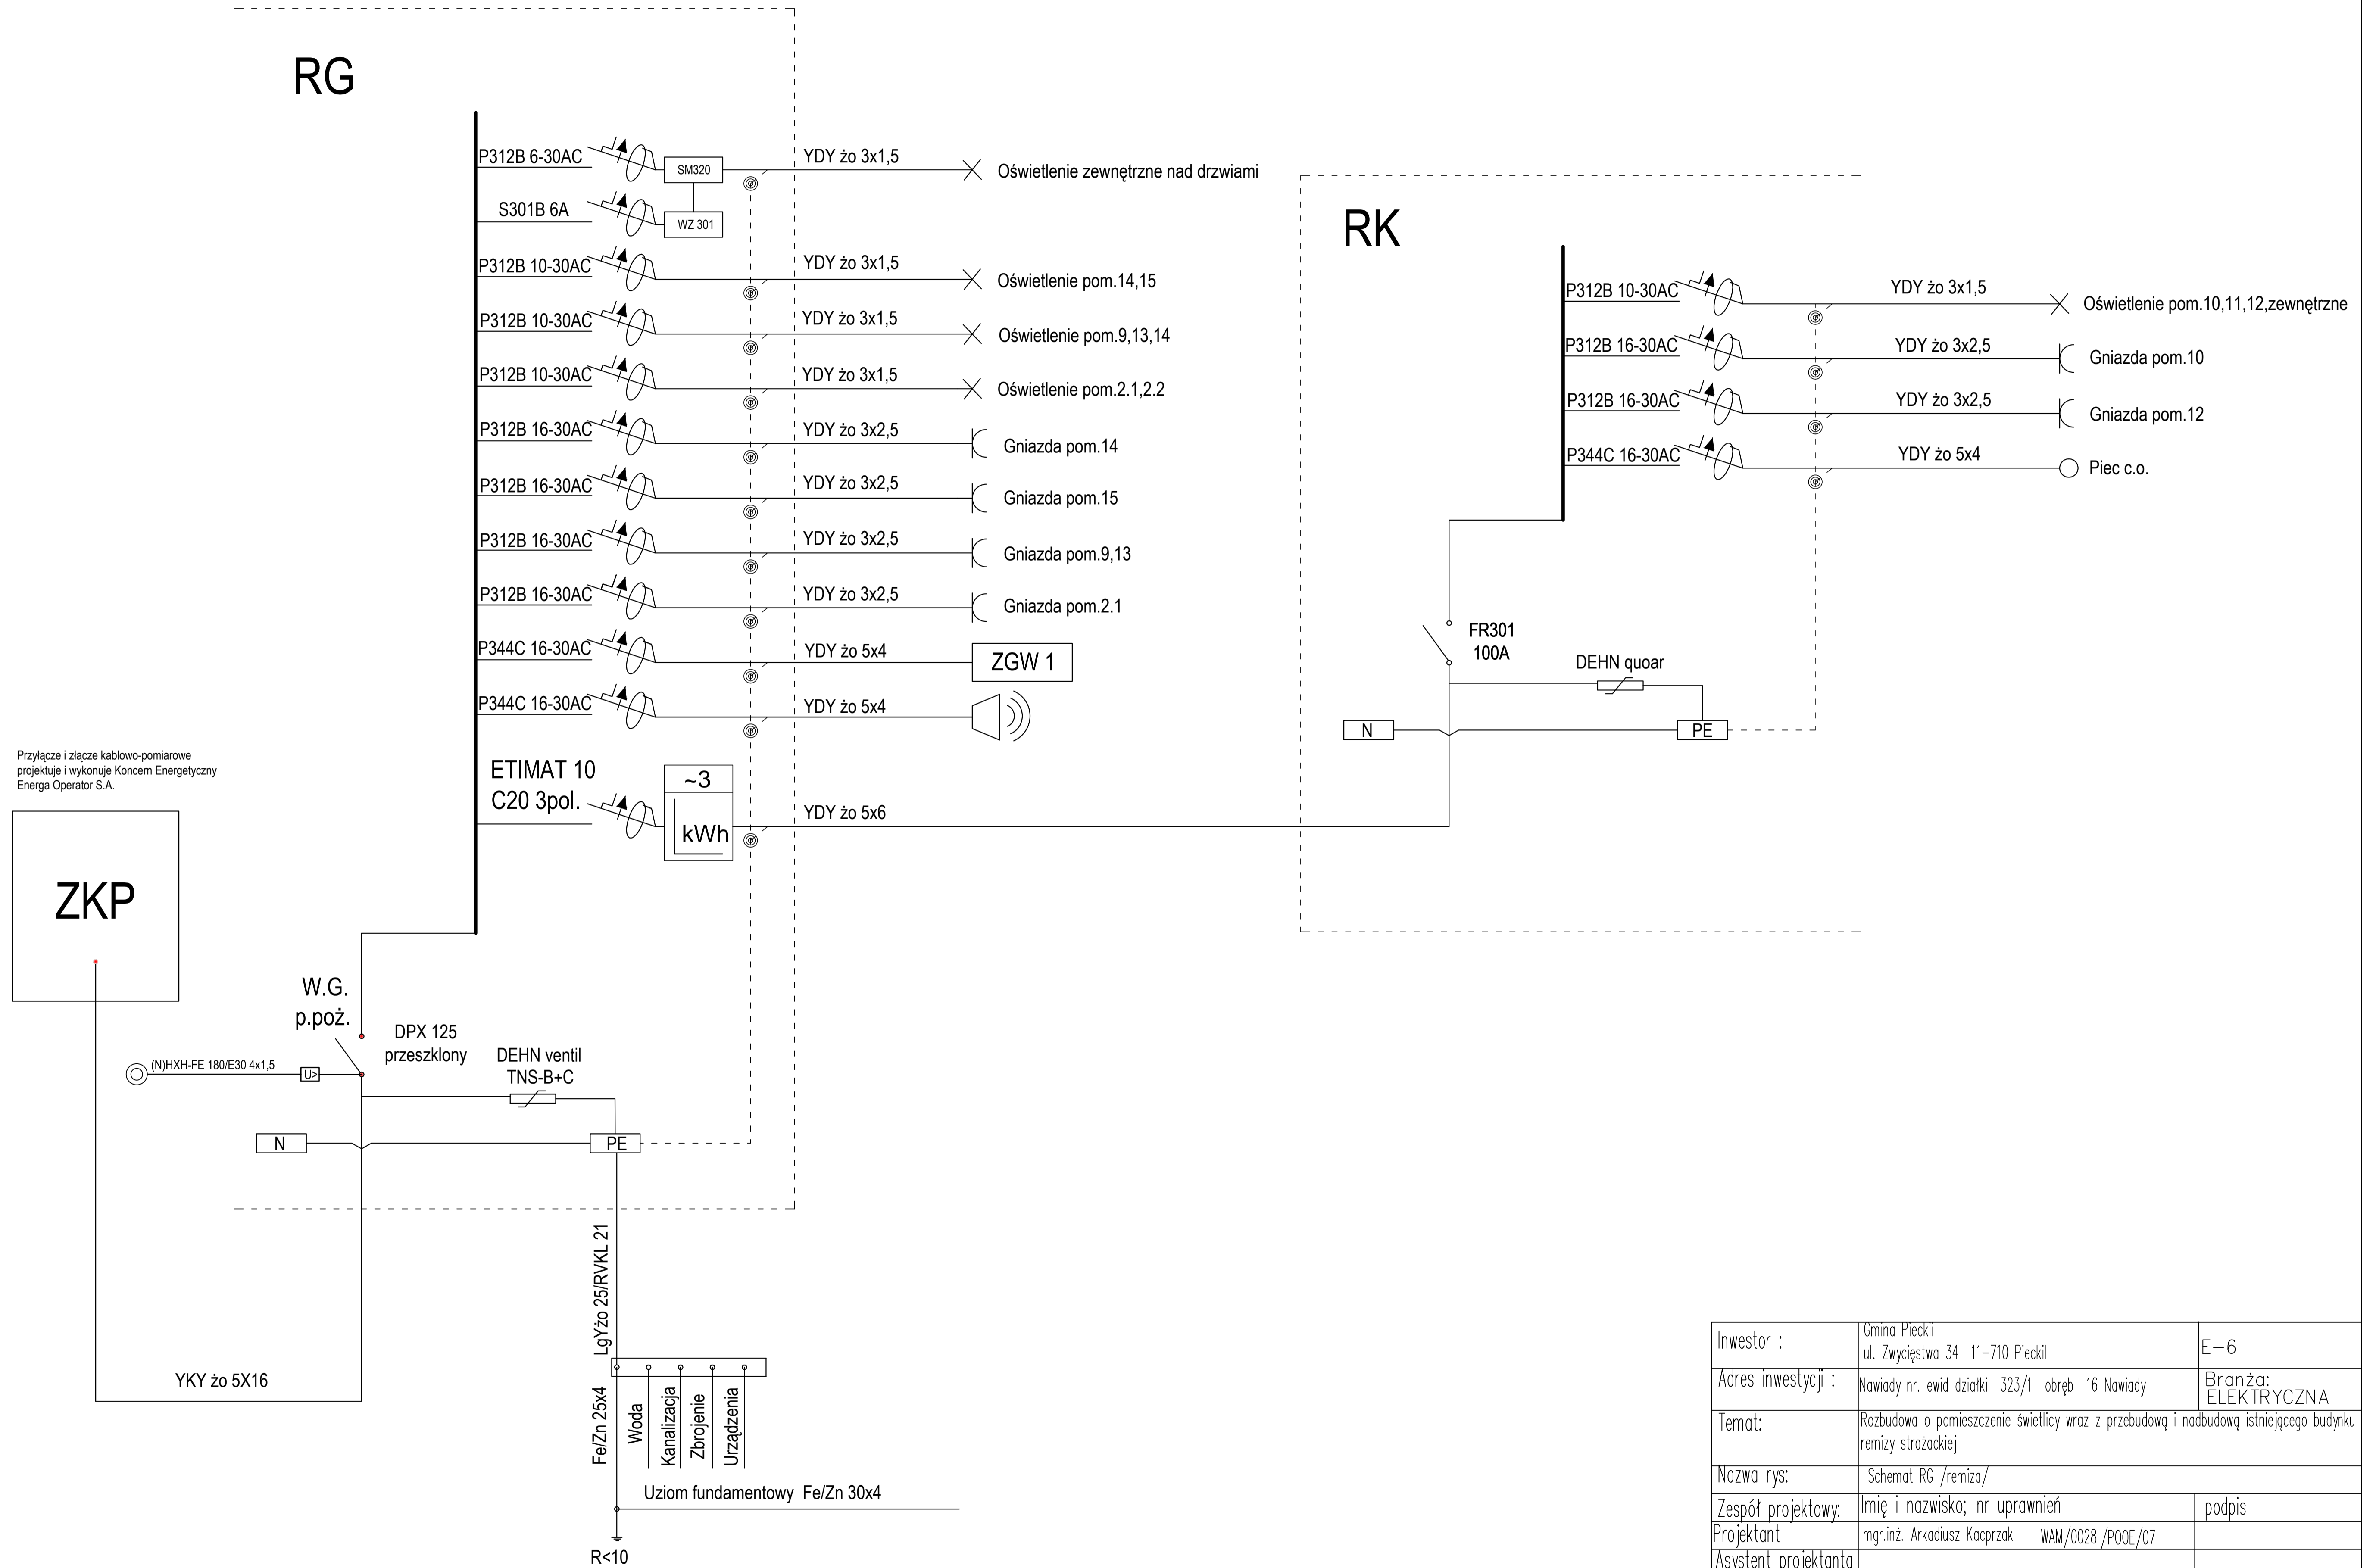 RG
P312B 6-30AC
SM320
YDY żo 3x1,5
Oświetlenie zewnętrzne nad drzwiami
S301B 6A
WZ 301
P312B 10-30AC
YDY żo 3x1,5
Oświetlenie pom.14,15
P312B 10-30AC
YDY żo 3x1,5
Oświetlenie pom.9,13,14
P312B 10-30AC
YDY żo 3x1,5
Oświetlenie pom.2.1,2.2
P312B 16-30AC
YDY żo 3x2,5
Gniazda pom.14
P312B 16-30AC
YDY żo 3x2,5
Gniazda pom.15
P312B 16-30AC
YDY żo 3x2,5
Gniazda pom.9,13
P312B 16-30AC
YDY żo 3x2,5
Gniazda pom.2.1
P344C 16-30AC
YDY żo 5x4
ZGW 1
P344C 16-30AC
YDY żo 5x4
ETIMAT 10
C20 3pol.
~3
kWh
YDY żo 5x6
RK
P312B 10-30AC
YDY żo 3x1,5
Oświetlenie pom.10,11,12,zewnętrzne
P312B 16-30AC
YDY żo 3x2,5
Gniazda pom.10
P312B 16-30AC
YDY żo 3x2,5
Gniazda pom.12
P344C 16-30AC
YDY żo 5x4
Piec c.o.
FR301
100A
DEHN quoar
N
PE
Przyłącze i złącze kablowo-pomiarowe
projektuje i wykonuje Koncern Energetyczny
Energa Operator S.A.
ZKP
W.G.
p.poż.
DPX 125
przeszklony
DEHN ventil
TNS-B+C
(N)HXH-FE 180/E30 4x1,5
U>
N
PE
LgYżo 25/RVKL 21
YKY żo 5X16
Fe/Zn 25x4
Woda
Kanalizacja
Zbrojenie
Urządzenia
Uziom fundamentowy Fe/Zn 30x4
R<10
Inwestor :
Gmina Pieckii
ul. Zwycięstwa 34 11-710 Pieckil
E-6
Adres inwestycji :
Nawiady nr. ewid działki 323/1 obręb 16 Nawiady
Branża:
ELEKTRYCZNA
Temat:
Rozbudowa o pomieszczenie świetlicy wraz z przebudową i nadbudową istniejącego budynku
remizy strażackiej
Nazwa rys:
Schemat RG /remiza/
Zespół projektowy:
Imię i nazwisko; nr uprawnień
podpis
Projektant
mgr.inż. Arkadiusz Kacprzak WAM/0028 /POOE/07
Asystent projektanta